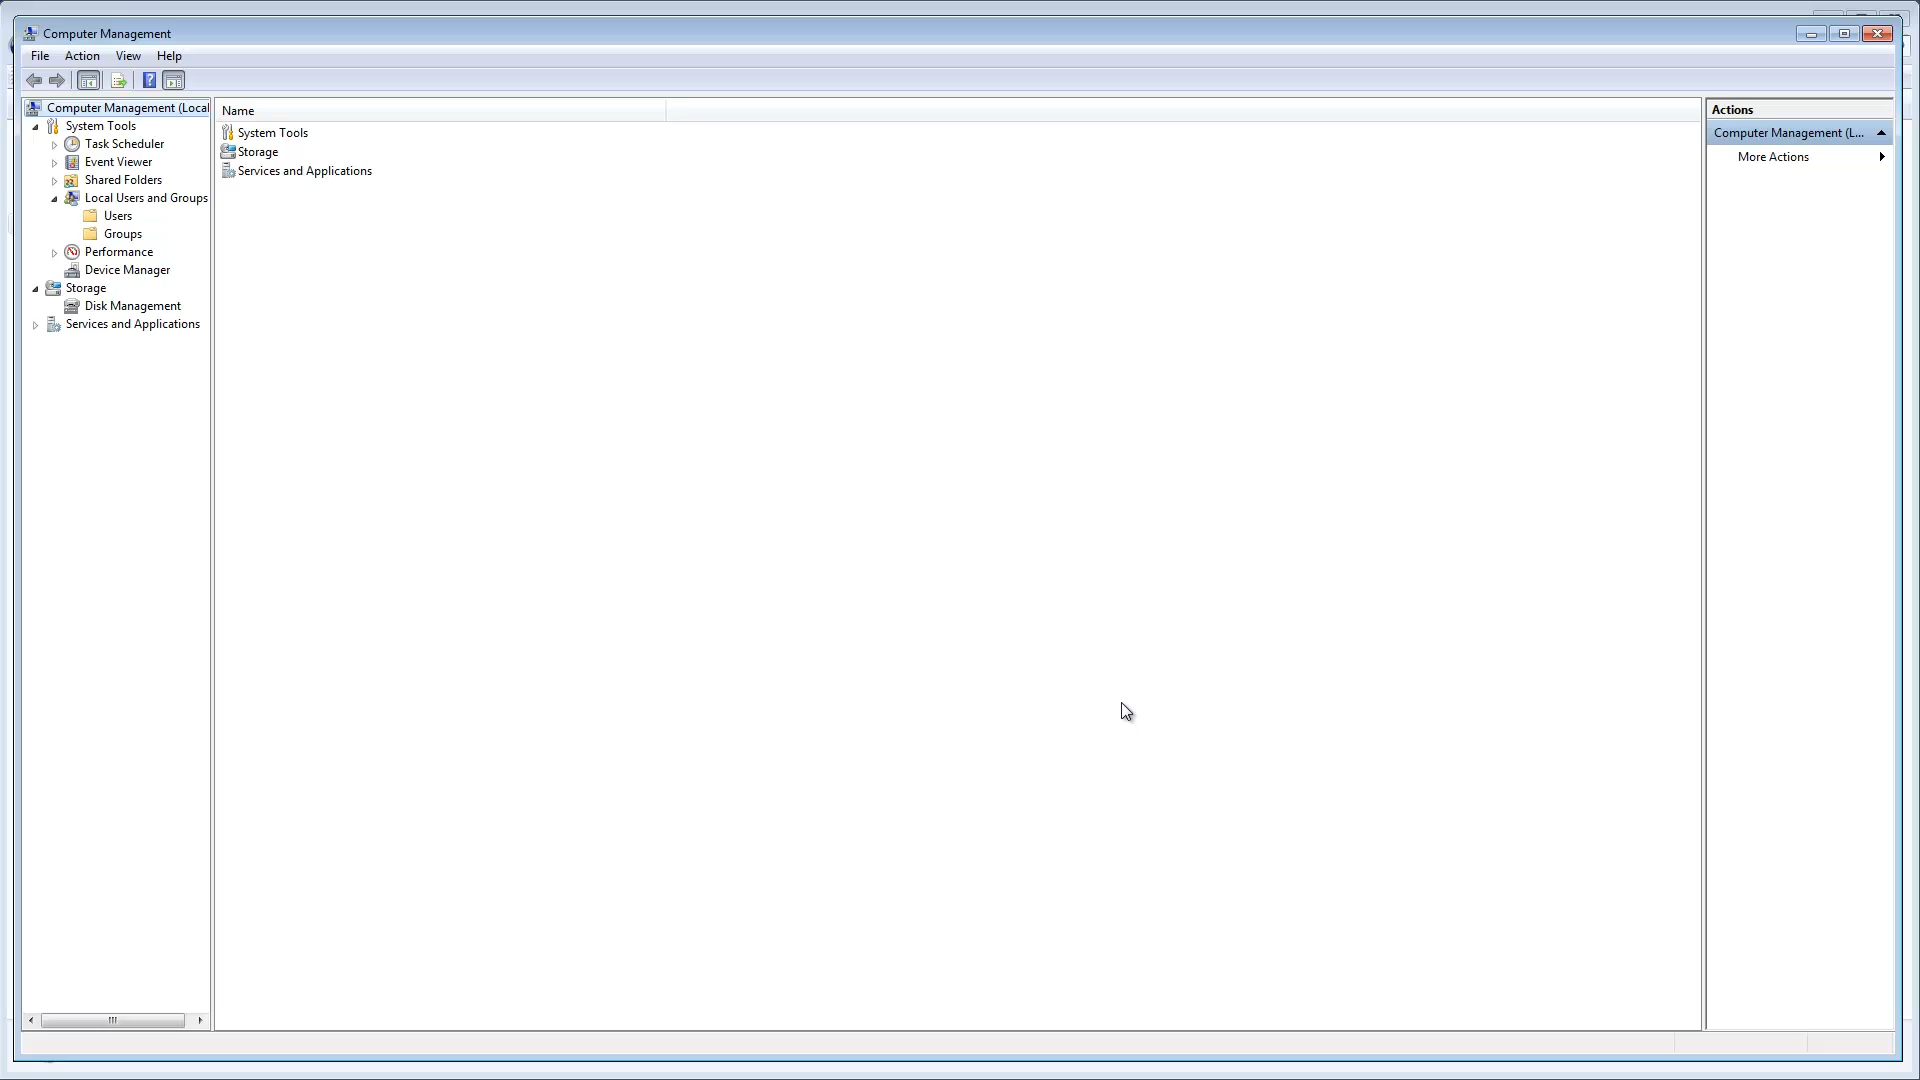 Computer Management
File Action View Help
Computer Management (Local
System Tools
Task Scheduler
Event Viewer
Shared Folders
Local Users and Groups
Users
Groups
Performance
Device Manager
Storage
Disk Management
Services and Applications
Name
System Tools
Storage
Services and Applications
Actions
Computer Management (L...
More Actions